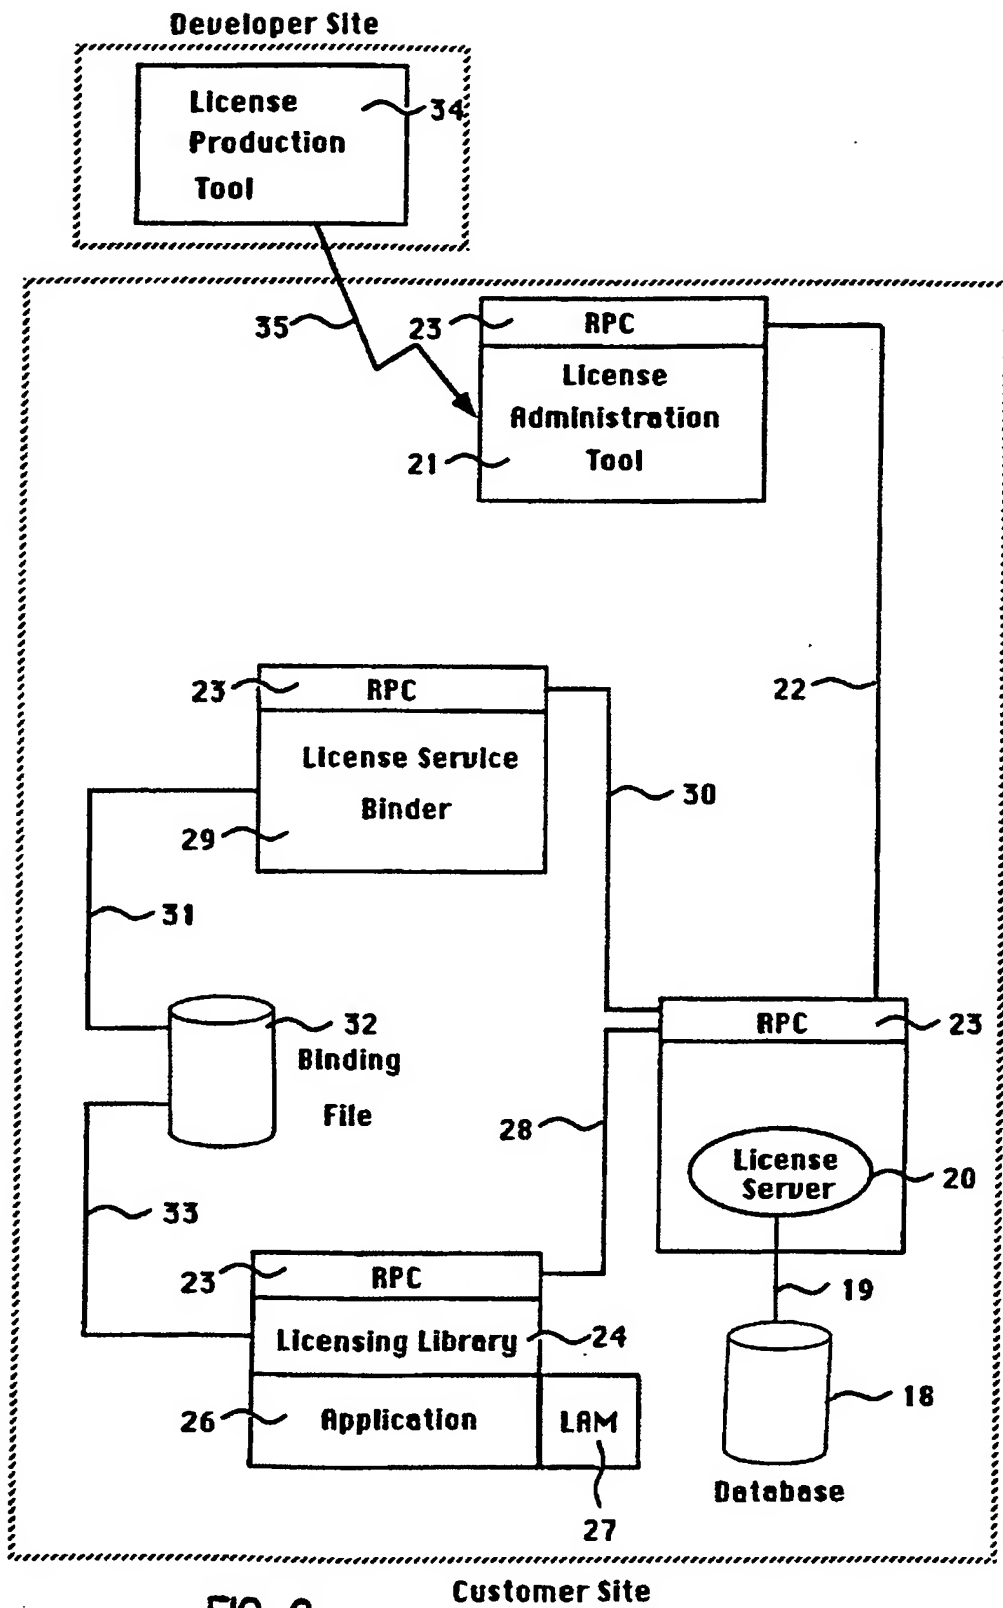 Developer Site
License
Production
Tool
34
35
23
RPC
License
Administration
Tool
21
22
23
RPC
License Service
Binder
29
30
31
32
Binding
File
33
28
RPC
23
License
Server
20
19
18
Database
23
RPC
Licensing Library
24
26
Application
LAM
27
Customer Site